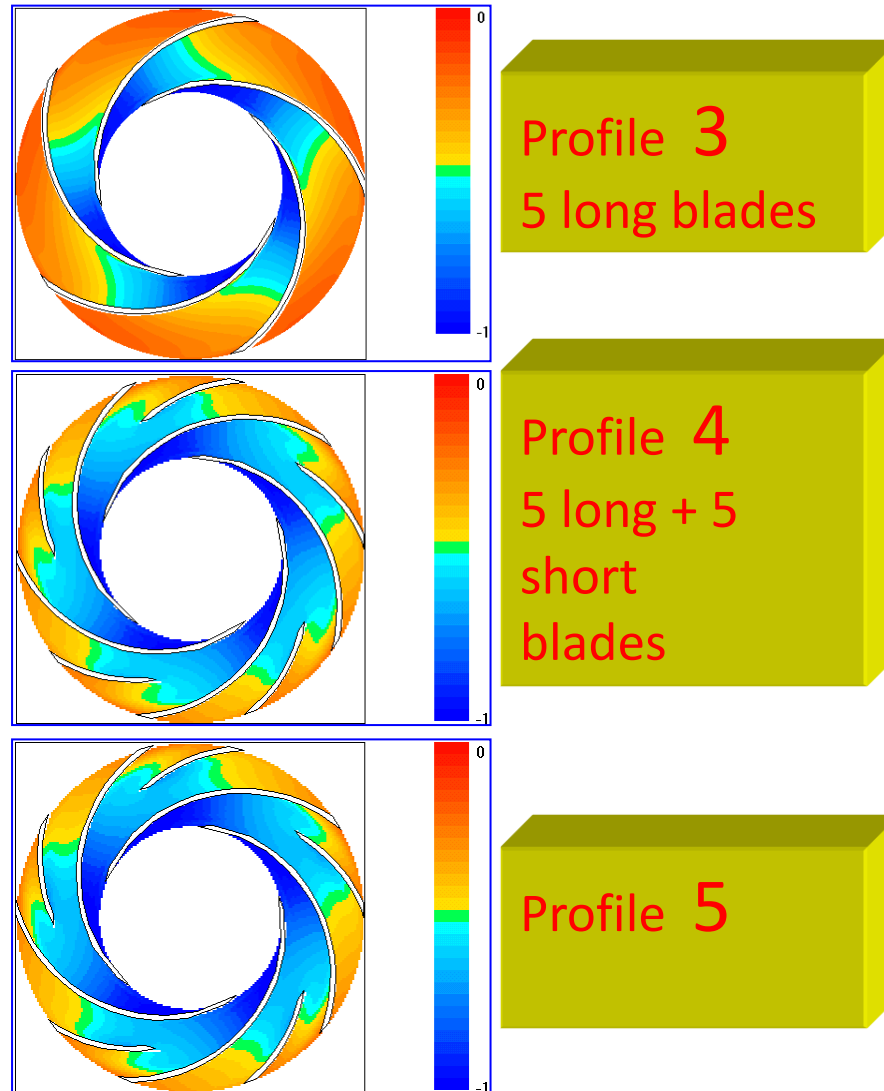 0
-1
Profile 3
5 long blades
0
-1
Profile 4
5 long + 5
short
blades
0
-1
Profile 5